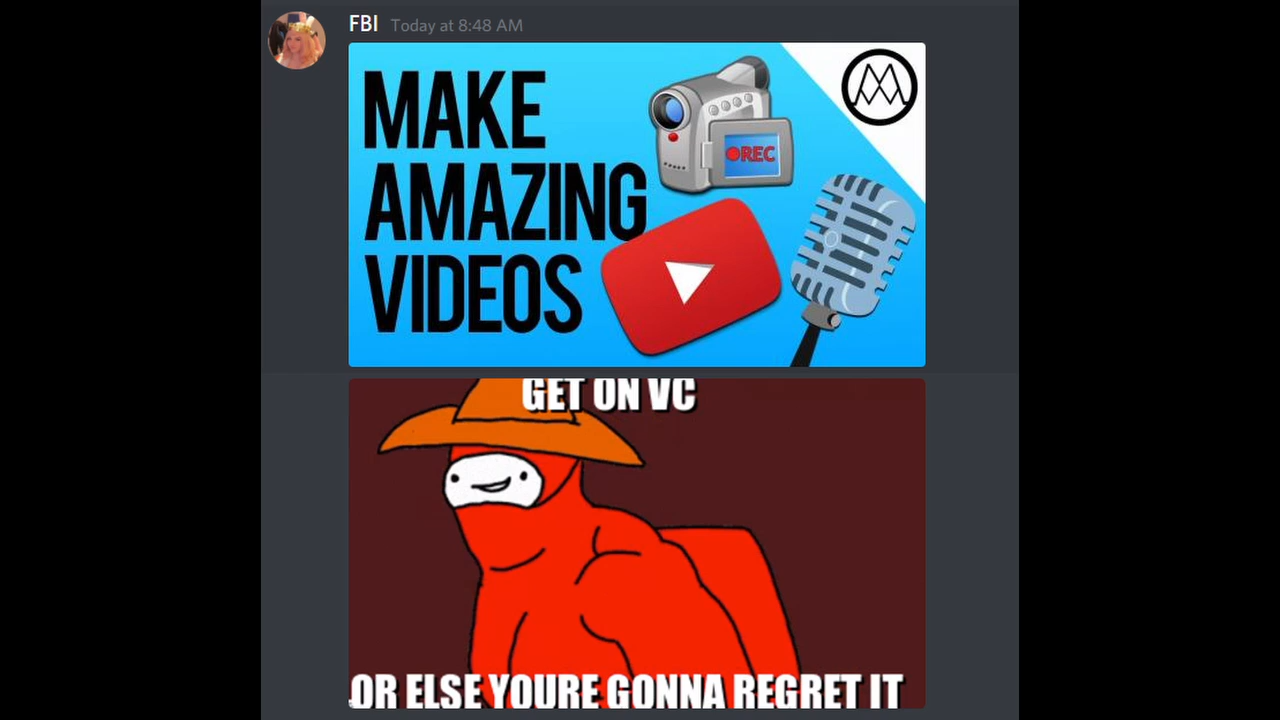 FBI Today at 8:48 AM
MAKE
AMAZING
VIDEOS
REC
GET ON VC
OR ELSE YOURE GONNA REGRET IT